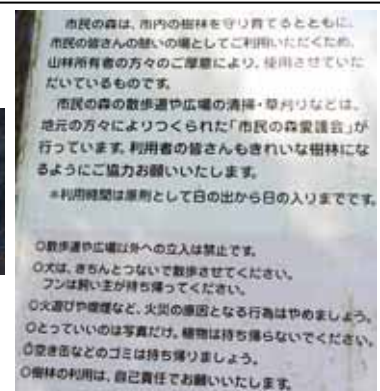 市民の森は、市内の樹林を守り育てるとともに、
市民の皆さんの憩いの場としてご利用いただくため、
山林所有者の方々のご厚意により、使用させていた
だいているものです。
市民の森の散歩道や広場の清掃・草刈りなどは、
地元の方々によりつくられた「市民の森愛護会」が
行っています。利用者の皆さんもきれいな樹林にな
るようにご協力お願いいたします。
※利用時間は原則として日の出から日の入りまでです。
○散歩道や広場以外への立入は禁止です。
○犬は、きちんとつないで散歩させてください。
フンは飼い主が持ち帰ってください。
○火遊びや喫煙など、火災の原因となる行為はやめましょう。
○とっていいのは写真だけ、植物は持ち帰らないでください。
○空き缶などのゴミは持ち帰りましょう。
○樹林の利用は、自己責任でお願いいたします。